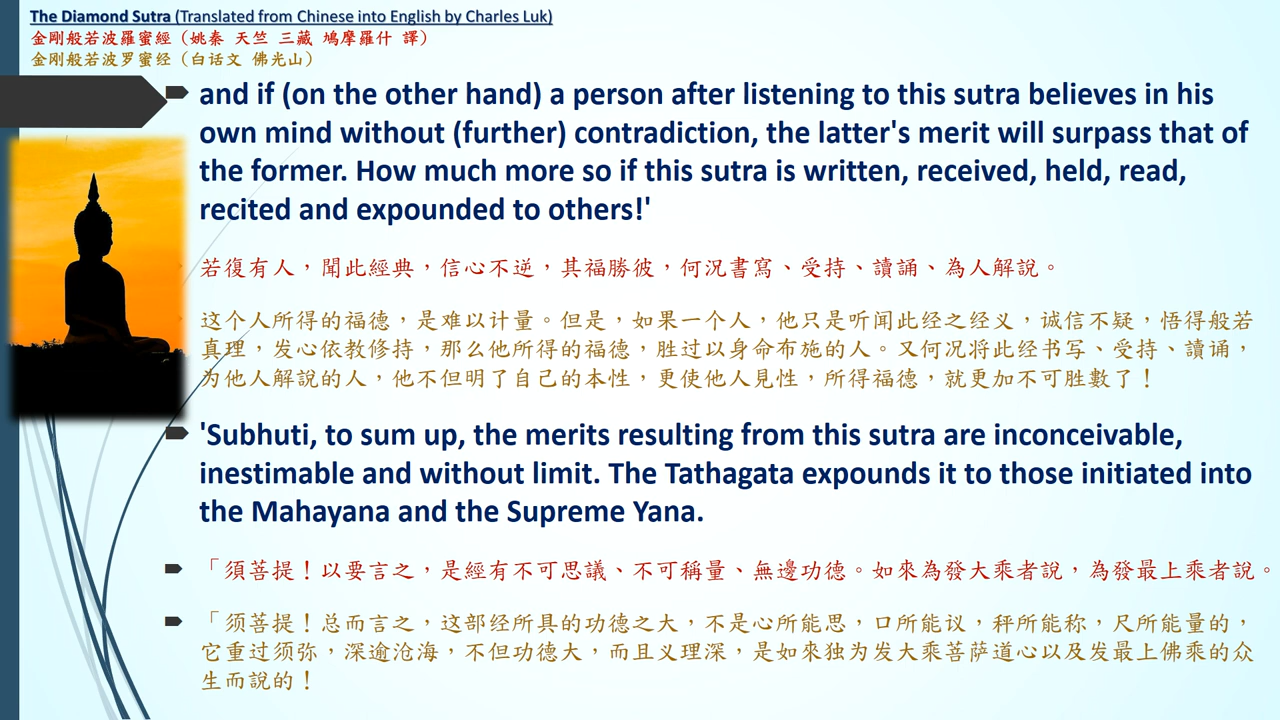 The Diamond Sutra (Translated from Chinese into English by Charles Luk)
金剛般若波羅蜜經（姚秦 天竺 三藏 鳩摩羅什 譯）
金剛般若波罗蜜经（白话文 佛光山）
and if (on the other hand) a person after listening to this sutra believes in his
own mind without (further) contradiction, the latter's merit will surpass that of
the former. How much more so if this sutra is written, received, held, read,
recited and expounded to others!'
若復有人，聞此經典，信心不逆，其福勝彼，何況書寫、受持、讀誦、為人解說。
这个人所得的福德，是难以计量。但是，如果一个人，他只是听闻此经之经义，诚信不疑，悟得般若
真理，发心依教修持，那么他所得的福德，胜过以身命布施的人。又何况将此经书写、受持、讀诵，
为他人解說的人，他不但明了自己的本性，更使他人見性，所得福德，就更加不可胜數了！
'Subhuti, to sum up, the merits resulting from this sutra are inconceivable,
inestimable and without limit. The Tathagata expounds it to those initiated into
the Mahayana and the Supreme Yana.
「須菩提！以要言之，是經有不可思議、不可稱量、無邊功德。如來為發大乘者說，為發最上乘者說。
「须菩提！总而言之，这部经所具的功德之大，不是心所能思，口所能议，秤所能称，尺所能量的，
它重过须弥，深逾沧海，不但功德大，而且义理深，是如來独为发大乘菩萨道心以及发最上佛乘的众
生而說的！